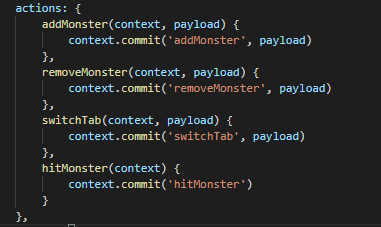 actions: {
    addMonster(context, payload) {
        context.commit('addMonster', payload)
    },
    removeMonster(context, payload) {
        context.commit('removeMonster', payload)
    },
    switchTab(context, payload) {
        context.commit('switchTab', payload)
    },
    hitMonster(context) {
        context.commit('hitMonster')
    }
},